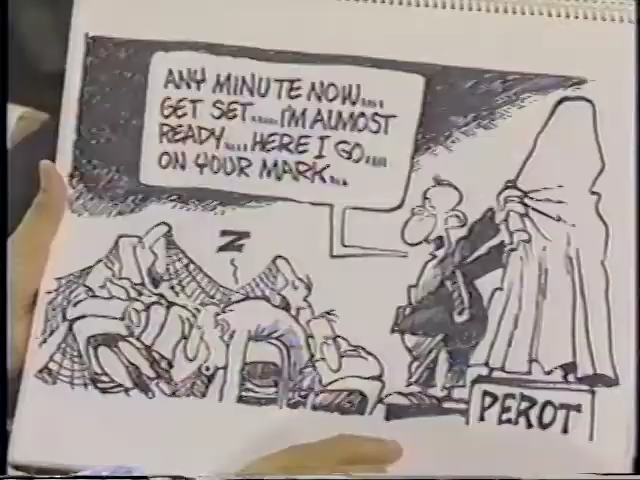 ANY MINUTE NOW....
GET SET.....I'M ALMOST
READY....HERE I GO....
ON YOUR MARK...
Z
PEROT